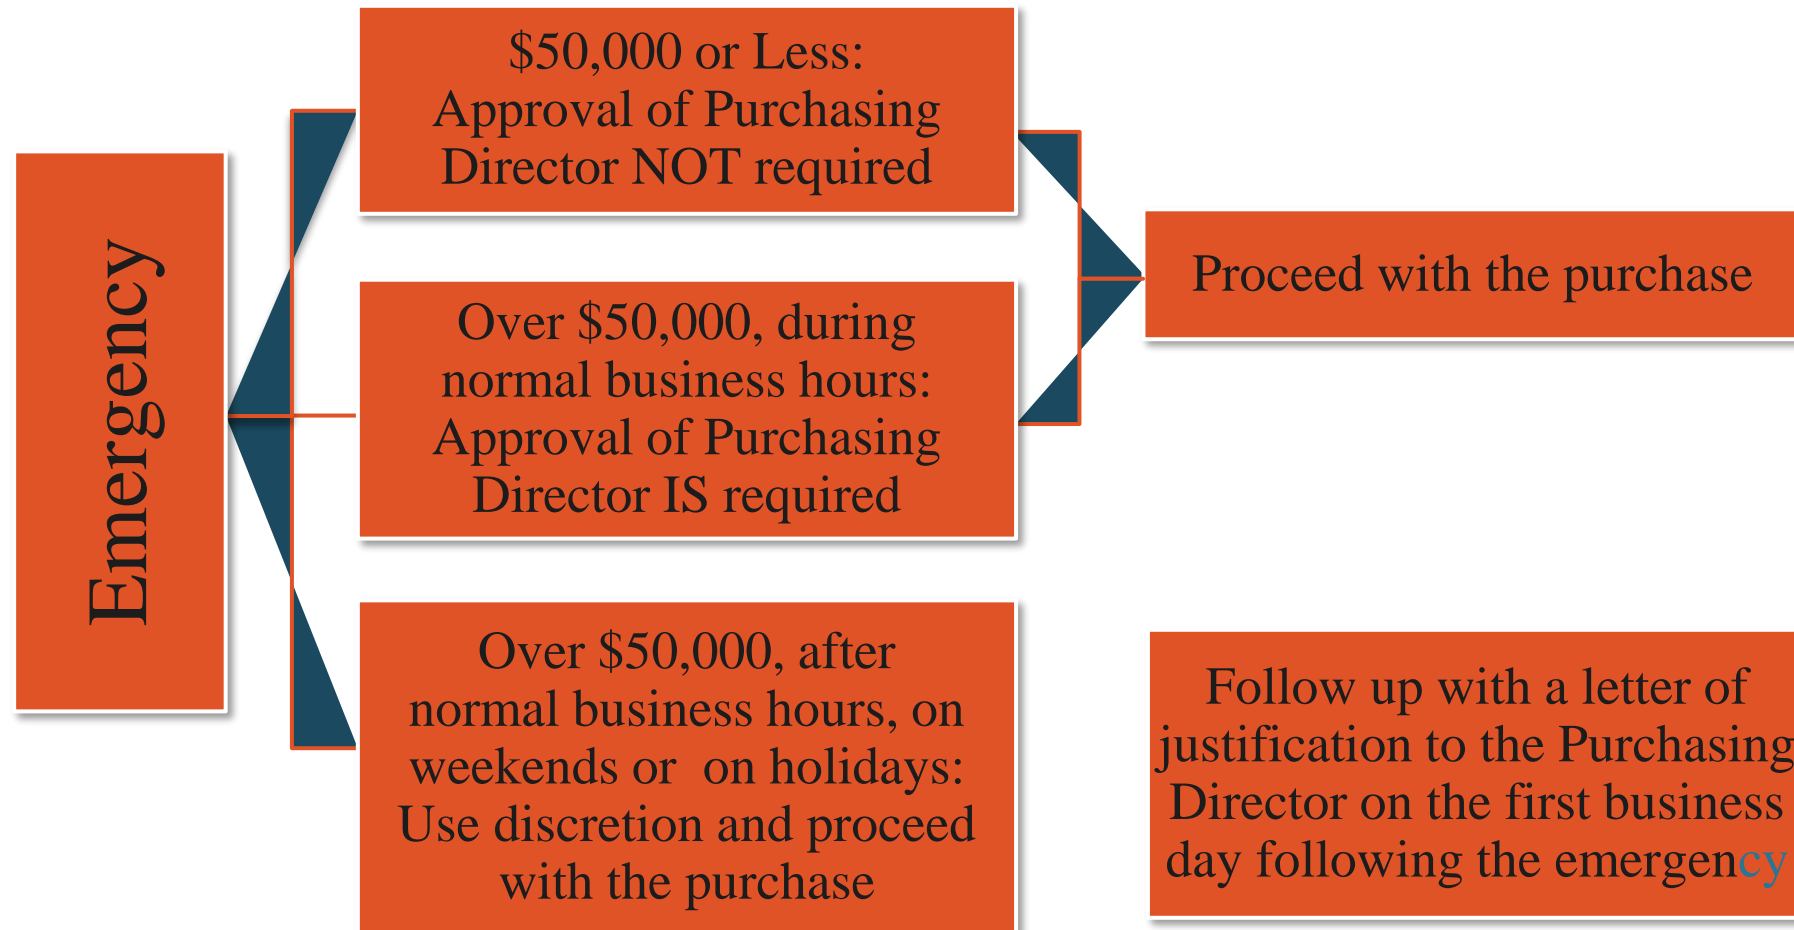 Emergency
$50,000 or Less:
Approval of Purchasing
Director NOT required
Over $50,000, during
normal business hours:
Approval of Purchasing
Director IS required
Over $50,000, after
normal business hours, on
weekends or  on holidays:
Use discretion and proceed
with the purchase
Proceed with the purchase
Follow up with a letter of
justification to the Purchasing
Director on the first business
day following the emergency